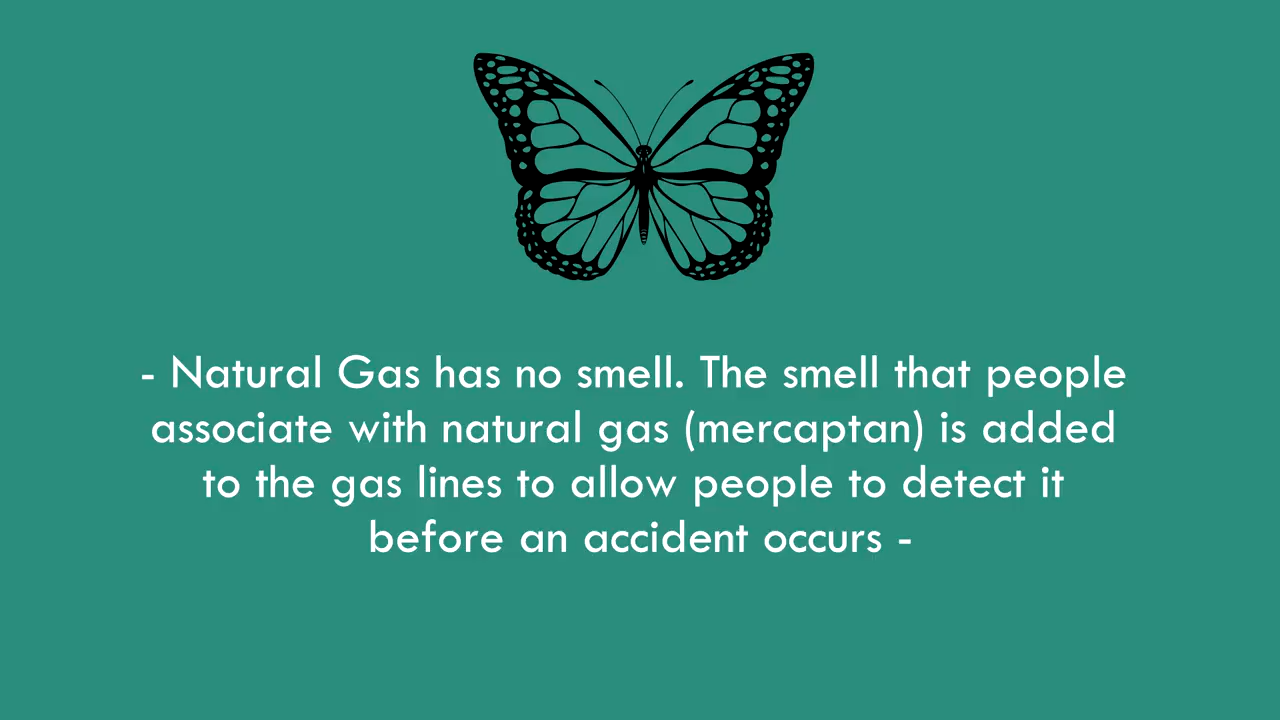 - Natural Gas has no smell. The smell that people
associate with natural gas (mercaptan) is added
to the gas lines to allow people to detect it
before an accident occurs -